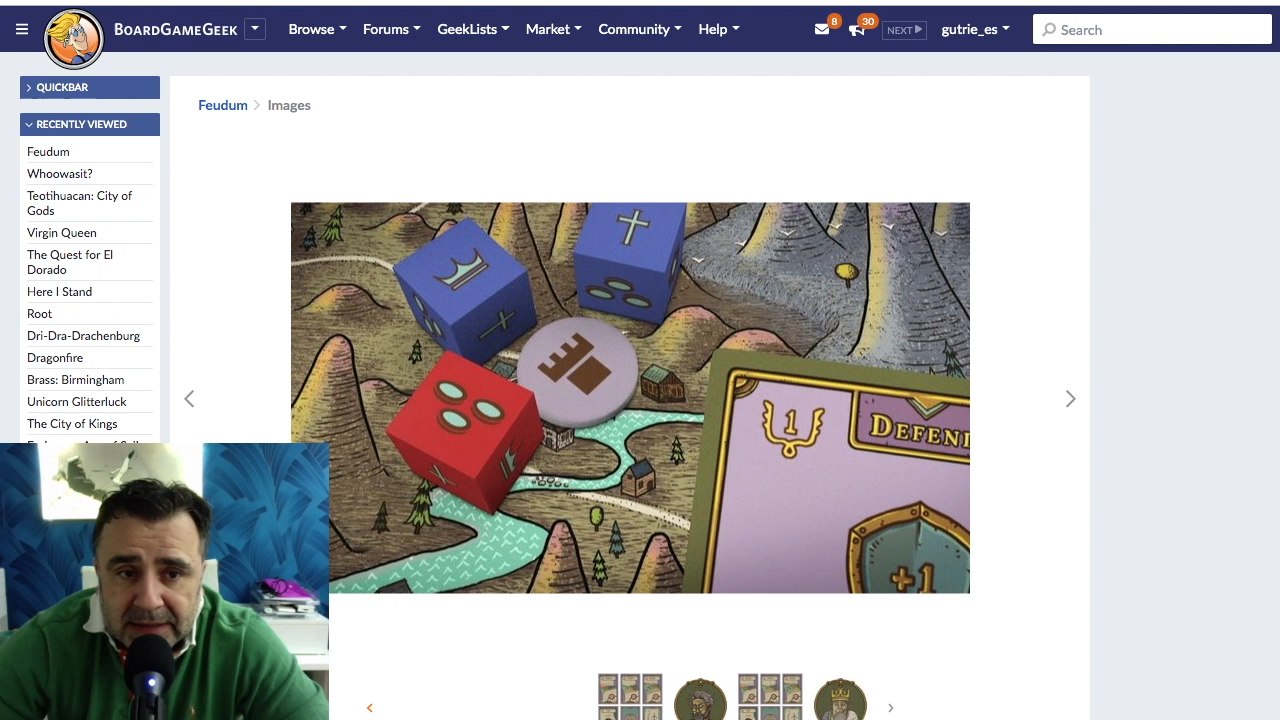 BOARDGAMEGEEK
Browse
Forums
GeekLists
Market
Community
Help
8
30
NEXT
gutrie_es
Search
QUICKBAR
RECENTLY VIEWED
Feudum
Whoowasit?
Teotihuacan: City of
Gods
Virgin Queen
The Quest for El
Dorado
Here I Stand
Root
Dri-Dra-Drachenburg
Dragonfire
Brass: Birmingham
Unicorn Glitterluck
The City of Kings
Feudum > Images
1
DEFEN
+1